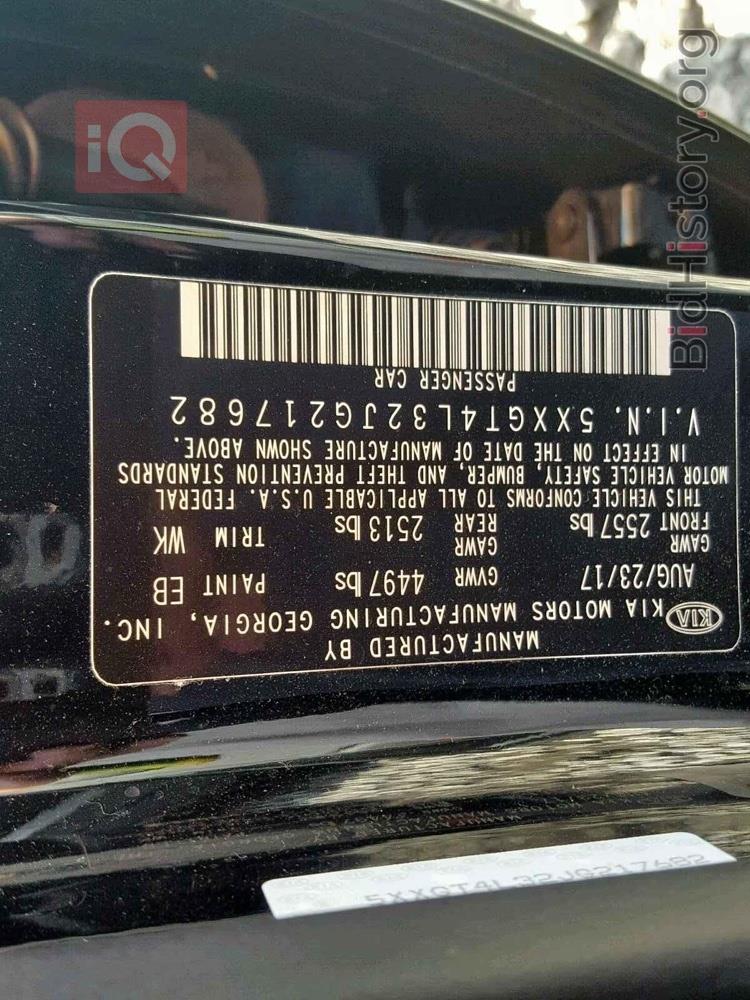 MANUFACTURED BY
KIA KIA MOTORS MANUFACTURING GEORGIA, INC.
AUG/23/17 GVWR 4497 lbs PAINT EB
GAWR FRONT 2557 lbs GAWR REAR 2513 lbs TRIM WK
THIS VEHICLE CONFORMS TO ALL APPLICABLE U.S.A. FEDERAL
MOTOR VEHICLE SAFETY, BUMPER, AND THEFT PREVENTION STANDARDS
IN EFFECT ON THE DATE OF MANUFACTURE SHOWN ABOVE.
V.I.N. 5XXGT4L32JG217682
PASSENGER CAR
5XXGT4L32JG217682
iQ
BidHistory.org